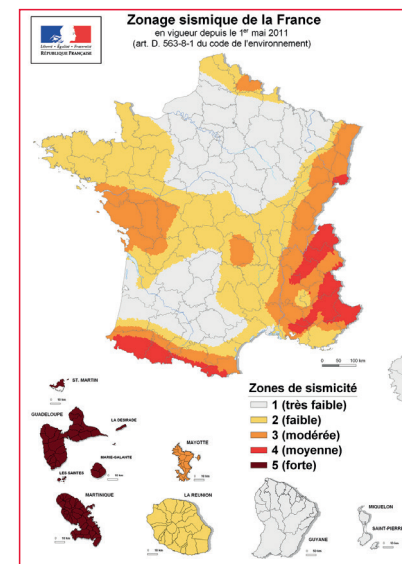 Zonage sismique de la France
en vigueur depuis le 1er mai 2011
(art. D. 563-8-1 du code de l'environnement)
Liberté • Égalité • Fraternité
RÉPUBLIQUE FRANÇAISE
0 50 100 km
ST. MARTIN
GUADELOUPE
LA DESIRADE
MARIE-GALANTE
LES SAINTES
MARTINIQUE
MAYOTTE
LA REUNION
Zones de sismicité
1 (très faible)
2 (faible)
3 (modérée)
4 (moyenne)
5 (forte)
GUYANE
MIQUELON
SAINT-PIERRE